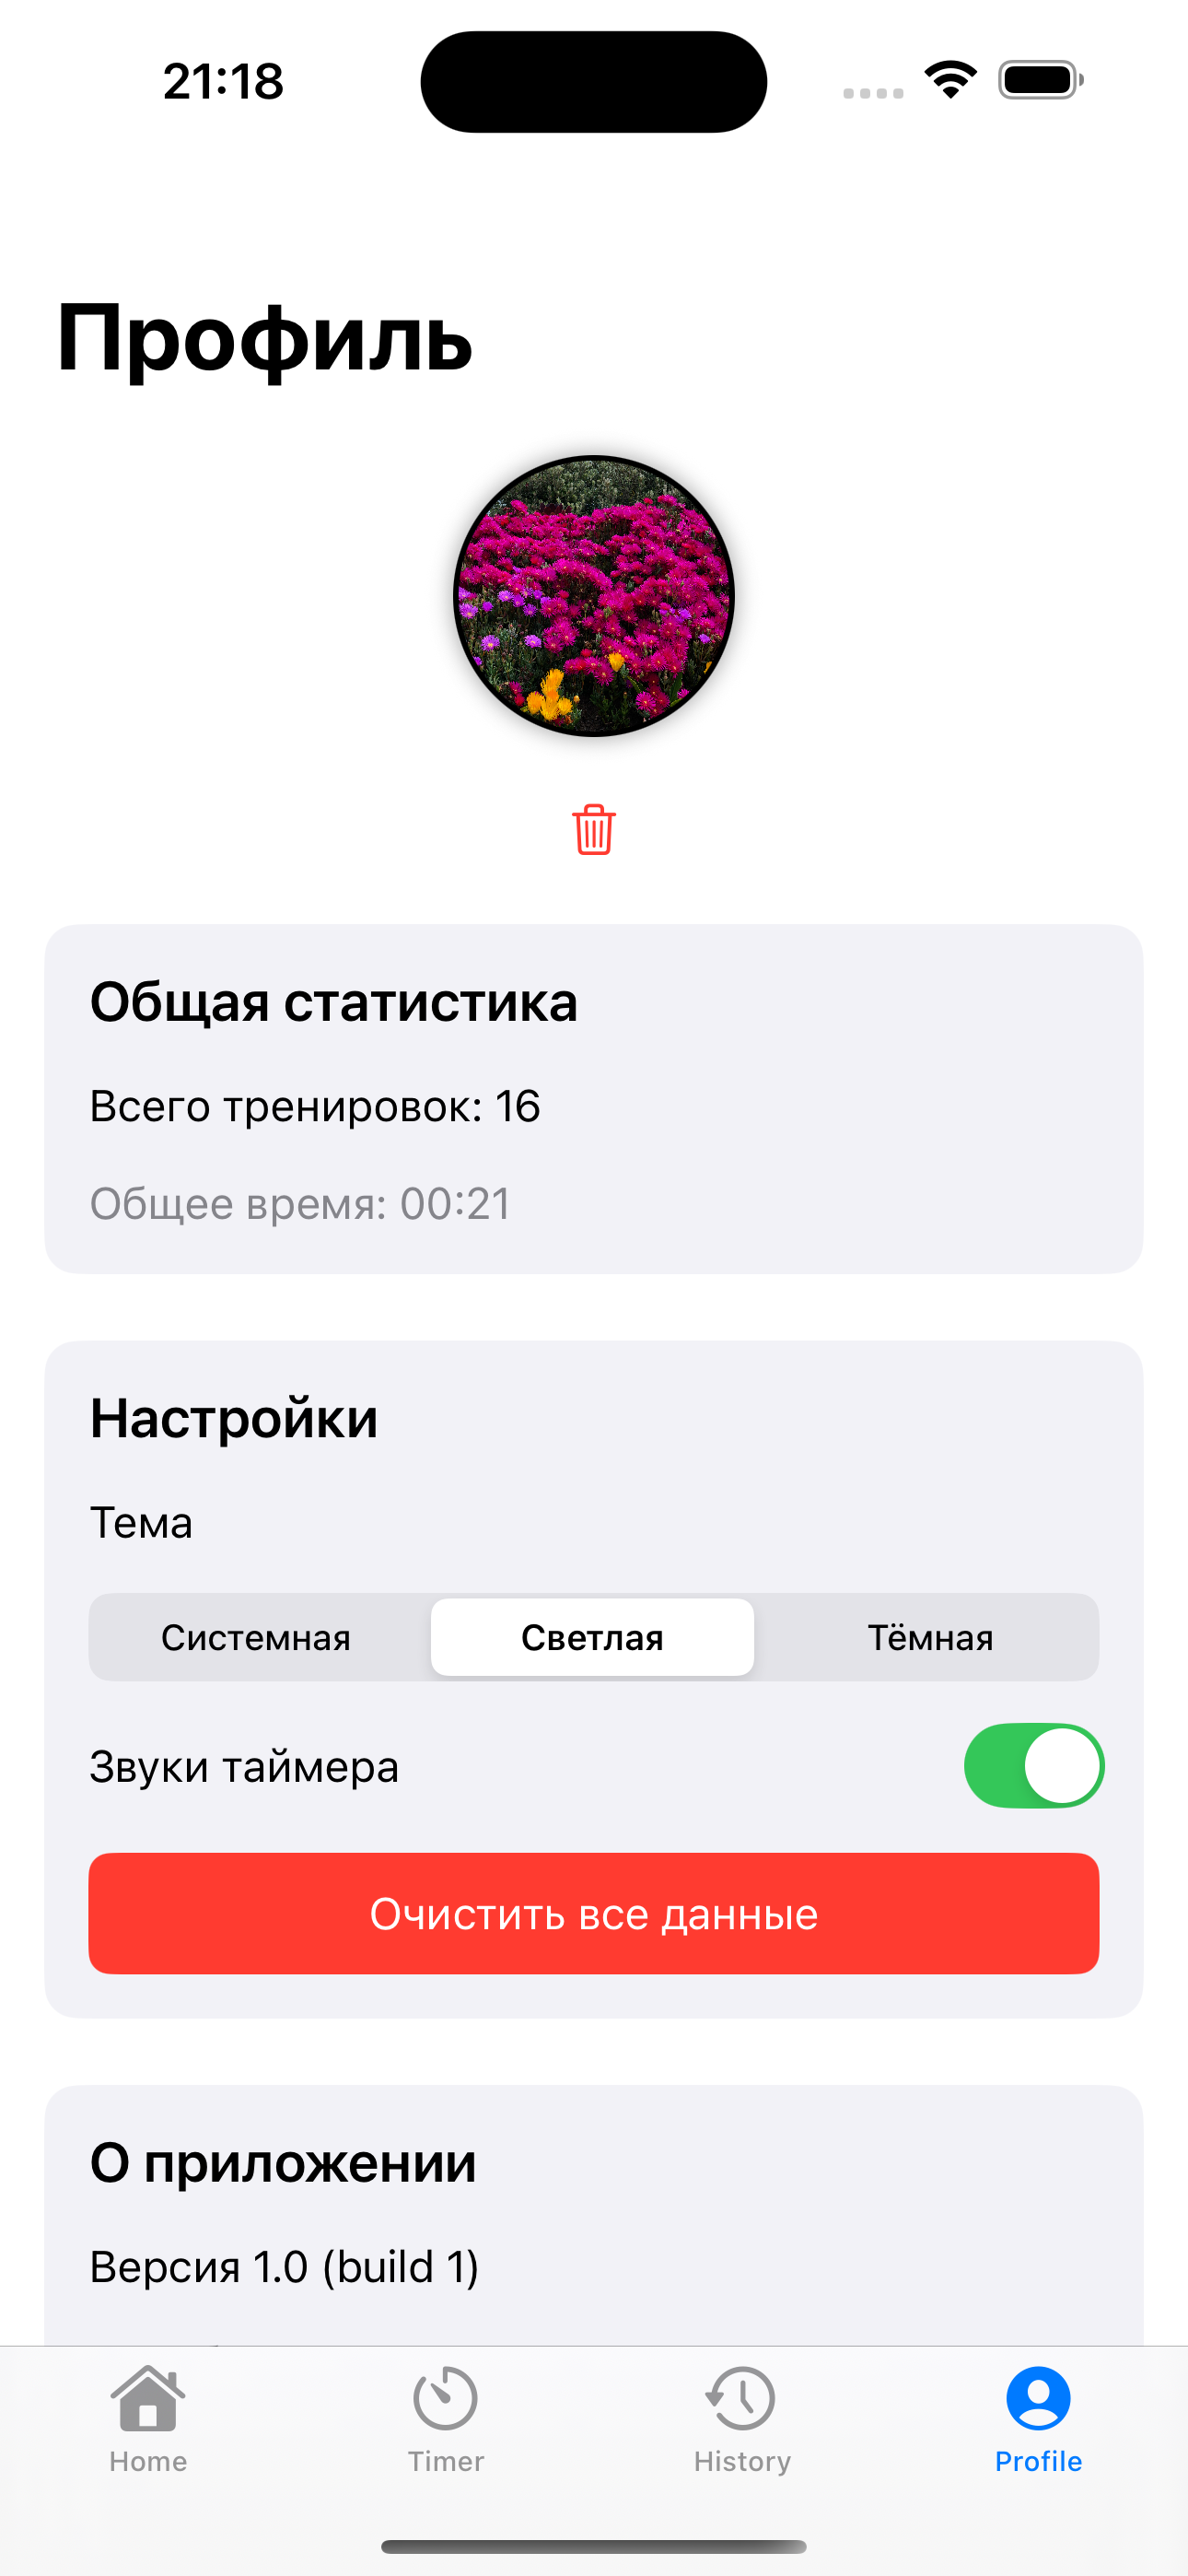 21:18
Профиль
Общая статистика
Всего тренировок: 16
Общее время: 00:21
Настройки
Тема
Системная Светлая Тёмная
Звуки таймера
Очистить все данные
О приложении
Версия 1.0 (build 1)
Home Timer History Profile